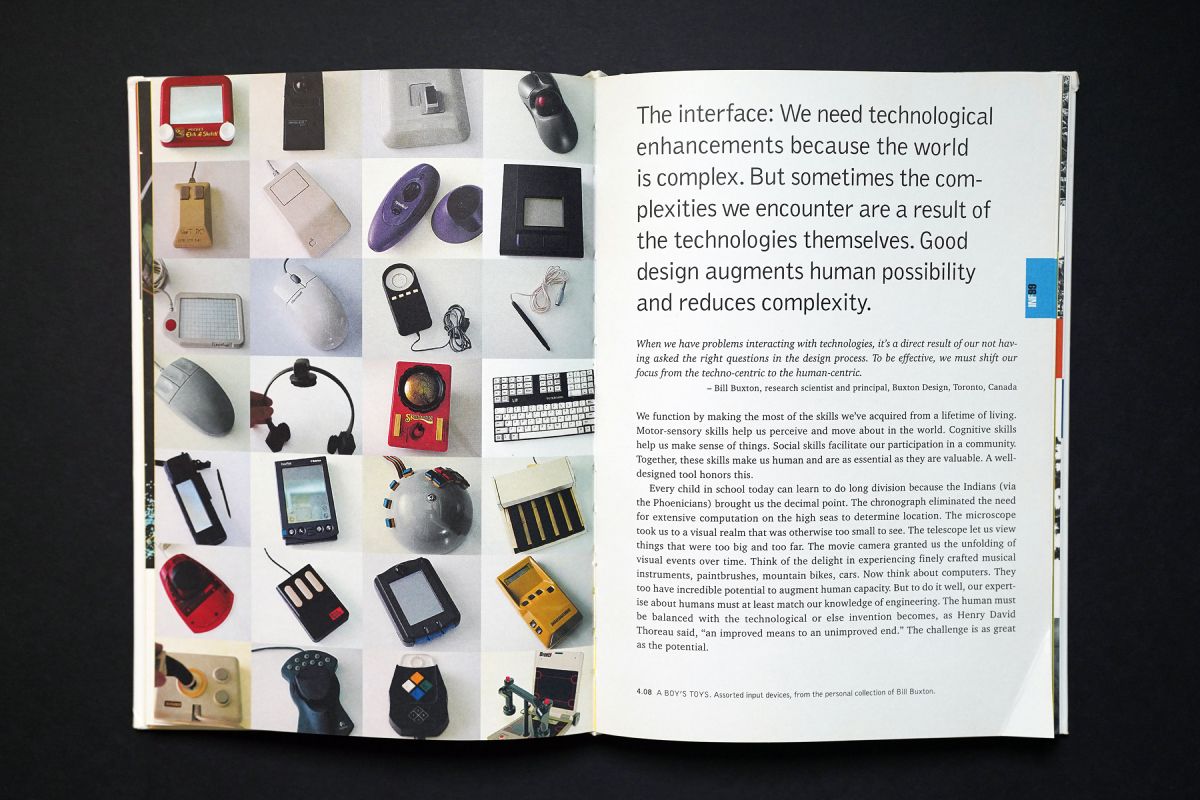 Etch A Sketch
The interface: We need technological
enhancements because the world
is complex. But sometimes the com-
plexities we encounter are a result of
the technologies themselves. Good
design augments human possibility
and reduces complexity.
INF 89
When we have problems interacting with technologies, it's a direct result of our not hav-
ing asked the right questions in the design process. To be effective, we must shift our
focus from the techno-centric to the human-centric.
– Bill Buxton, research scientist and principal, Buxton Design, Toronto, Canada
We function by making the most of the skills we've acquired from a lifetime of living.
Motor-sensory skills help us perceive and move about in the world. Cognitive skills
help us make sense of things. Social skills facilitate our participation in a community.
Together, these skills make us human and are as essential as they are valuable. A well-
designed tool honors this.
Every child in school today can learn to do long division because the Indians (via
the Phoenicians) brought us the decimal point. The chronograph eliminated the need
for extensive computation on the high seas to determine location. The microscope
took us to a visual realm that was otherwise too small to see. The telescope let us view
things that were too big and too far. The movie camera granted us the unfolding of
visual events over time. Think of the delight in experiencing finely crafted musical
instruments, paintbrushes, mountain bikes, cars. Now think about computers. They
too have incredible potential to augment human capacity. But to do it well, our expert-
ise about humans must at least match our knowledge of engineering. The human must
be balanced with the technological or else invention becomes, as Henry David
Thoreau said, "an improved means to an unimproved end." The challenge is as great
as the potential.
4.08 A BOY'S TOYS. Assorted input devices, from the personal collection of Bill Buxton.